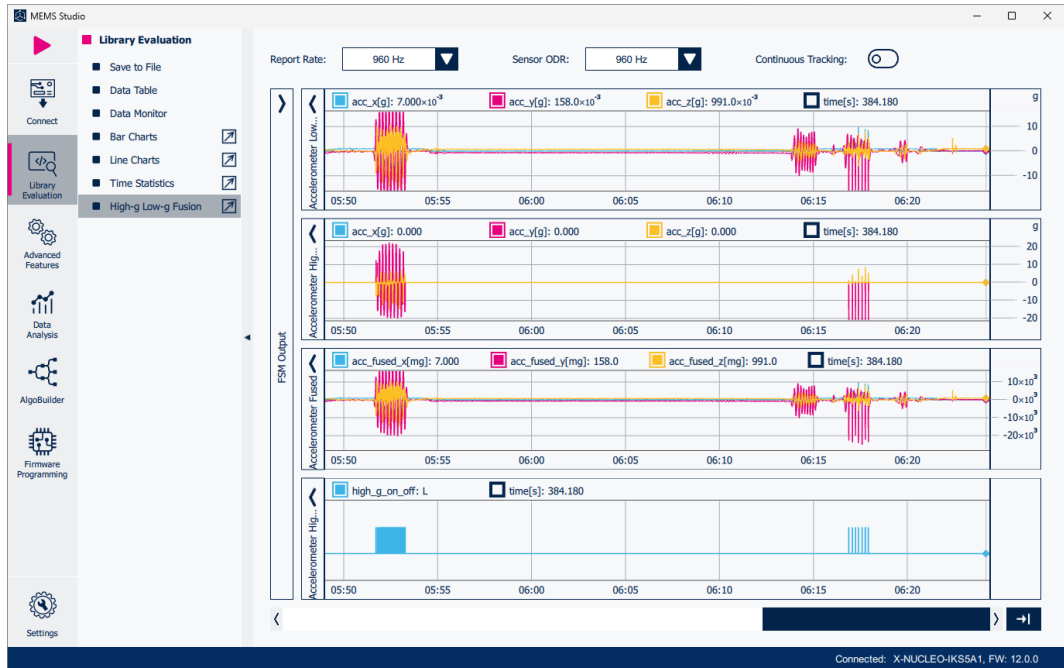 MEMS Studio
Library Evaluation
Save to File
Data Table
Data Monitor
Bar Charts
Line Charts
Time Statistics
High-g Low-g Fusion
Connect
Library
Evaluation
Advanced
Features
Data
Analysis
AlgoBuilder
Firmware
Programming
Settings
Report Rate: 960 Hz Sensor ODR: 960 Hz Continuous Tracking:
FSM Output
Accelerometer Low...
acc_x[g]: 7.000×10⁻³ acc_y[g]: 158.0×10⁻³ acc_z[g]: 991.0×10⁻³ time[s]: 384.180
g
10
0
-10
05:50 05:55 06:00 06:05 06:10 06:15 06:20
Accelerometer Hig...
acc_x[g]: 0.000 acc_y[g]: 0.000 acc_z[g]: 0.000 time[s]: 384.180
g
20
10
0
-10
-20
05:50 05:55 06:00 06:05 06:10 06:15 06:20
Accelerometer Fused
acc_fused_x[mg]: 7.000 acc_fused_y[mg]: 158.0 acc_fused_z[mg]: 991.0 time[s]: 384.180
10×10³
0×10³
-10×10³
-20×10³
05:50 05:55 06:00 06:05 06:10 06:15 06:20
Accelerometer Hig...
high_g_on_off: L time[s]: 384.180
05:50 05:55 06:00 06:05 06:10 06:15 06:20
Connected: X-NUCLEO-IKS5A1, FW: 12.0.0